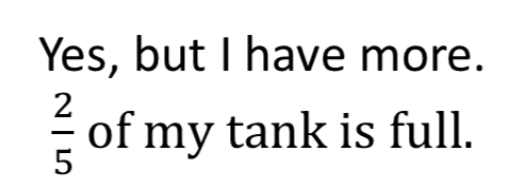 Yes, but I have more.
2/5 of my tank is full.